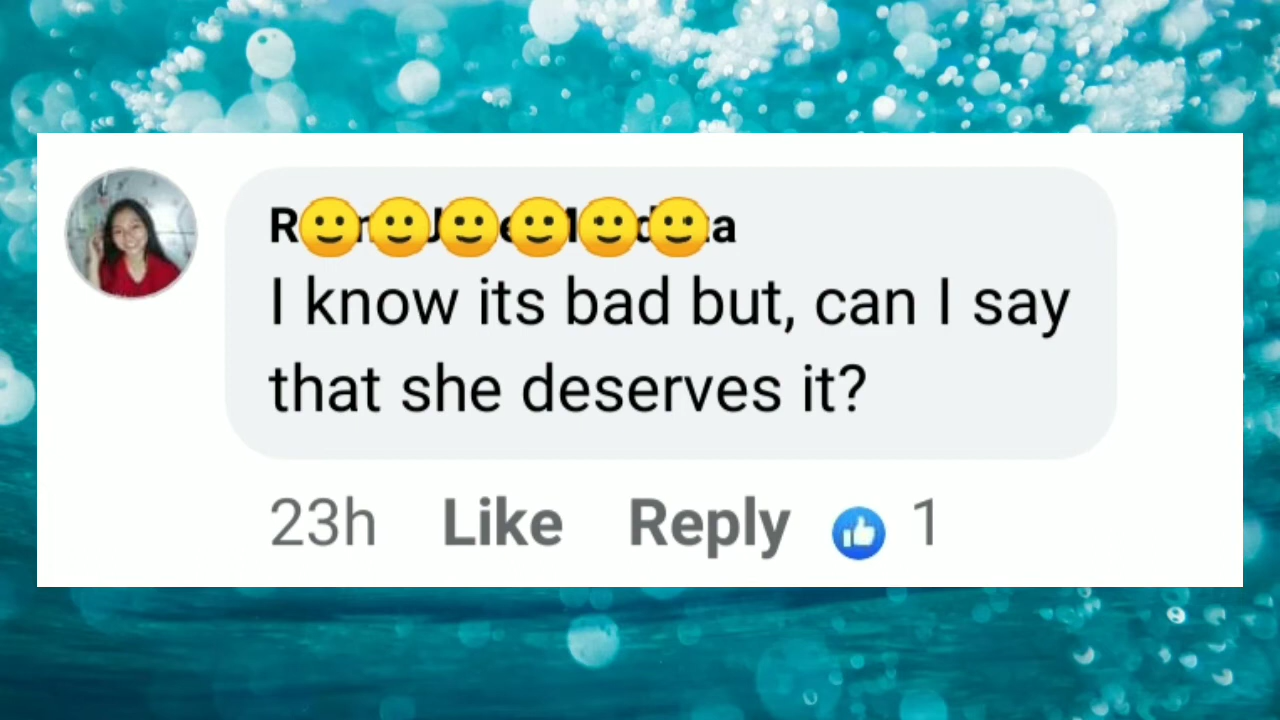 I know its bad but, can I say
that she deserves it?
23h Like Reply 1